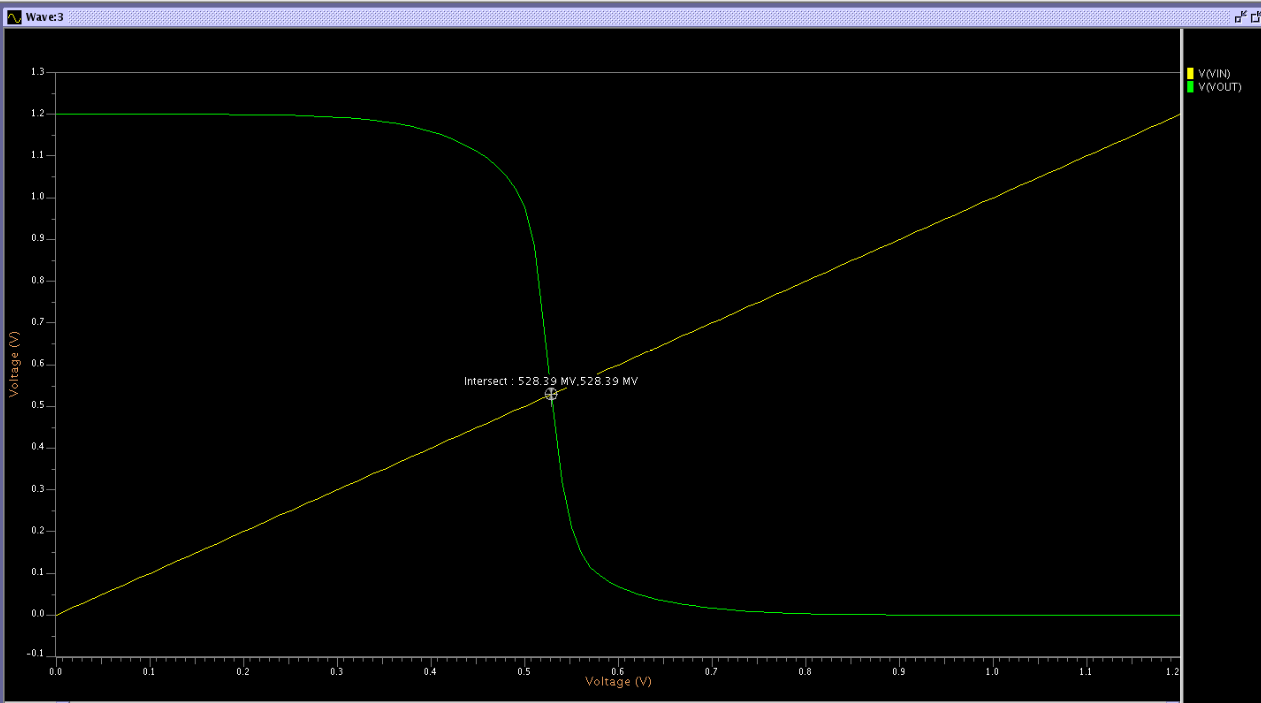 Wave:3
V(VIN)
V(VOUT)
1.3
1.2
1.1
1.0
0.9
0.8
0.7
0.6
0.5
0.4
0.3
0.2
0.1
0.0
-0.1
Voltage (V)
Intersect : 528.39 MV,528.39 MV
0.0 0.1 0.2 0.3 0.4 0.5 0.6 0.7 0.8 0.9 1.0 1.1 1.2
Voltage (V)